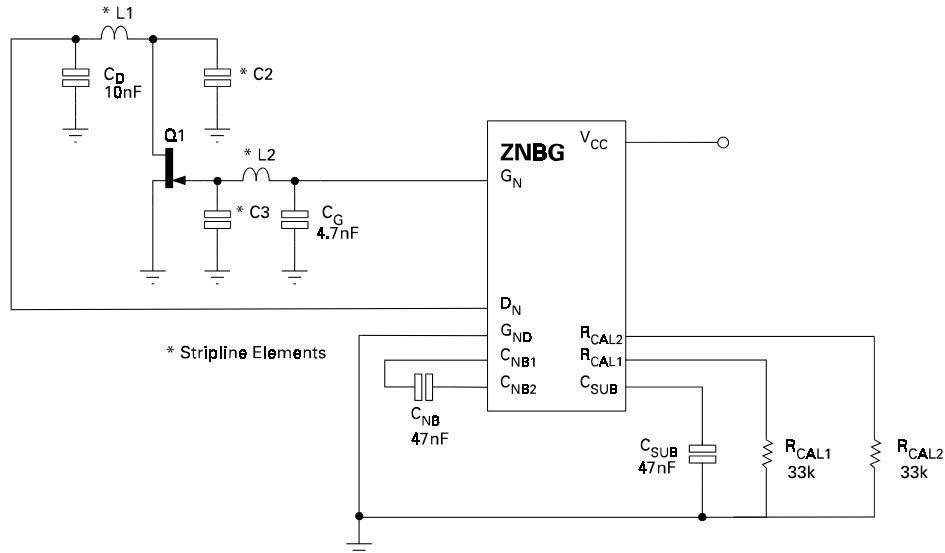 * L1
C_D
10nF
* C2
Q1
* L2
* C3
C_G
4.7nF
ZNBG
V_CC
G_N
D_N
G_ND
C_NB1
C_NB2
R_CAL2
R_CAL1
C_SUB
* Stripline Elements
C_NB
47nF
C_SUB
47nF
R_CAL1
33k
R_CAL2
33k